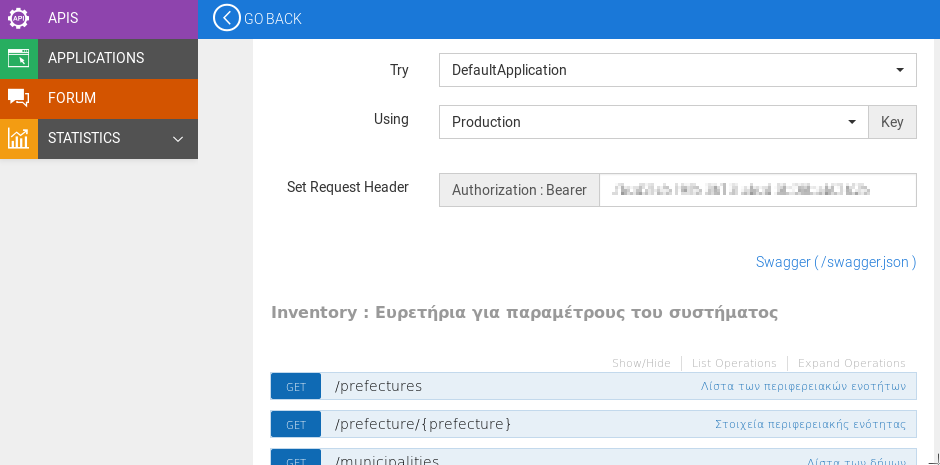 APIS
GO BACK
APPLICATIONS
FORUM
STATISTICS
Try DefaultApplication
Using Production Key
Set Request Header Authorization : Bearer
Swagger ( /swagger.json )
Inventory : Ευρετήρια για παραμέτρους του συστήματος
Show/Hide List Operations Expand Operations
GET /prefectures Λίστα των περιφερειακών ενοτήτων
GET /prefecture/{prefecture} Στοιχεία περιφερειακής ενότητας
GET /municipalities Λίστα των δήμων